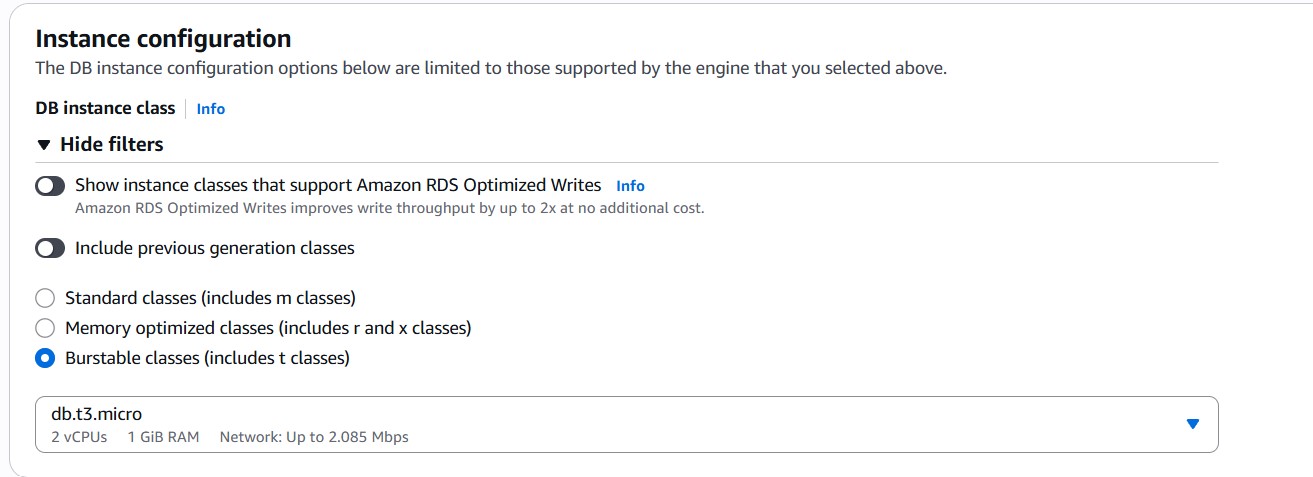 Instance configuration
The DB instance configuration options below are limited to those supported by the engine that you selected above.
DB instance class Info
Hide filters
Show instance classes that support Amazon RDS Optimized Writes Info
Amazon RDS Optimized Writes improves write throughput by up to 2x at no additional cost.
Include previous generation classes
Standard classes (includes m classes)
Memory optimized classes (includes r and x classes)
Burstable classes (includes t classes)
db.t3.micro
2 vCPUs 1 GiB RAM Network: Up to 2.085 Mbps